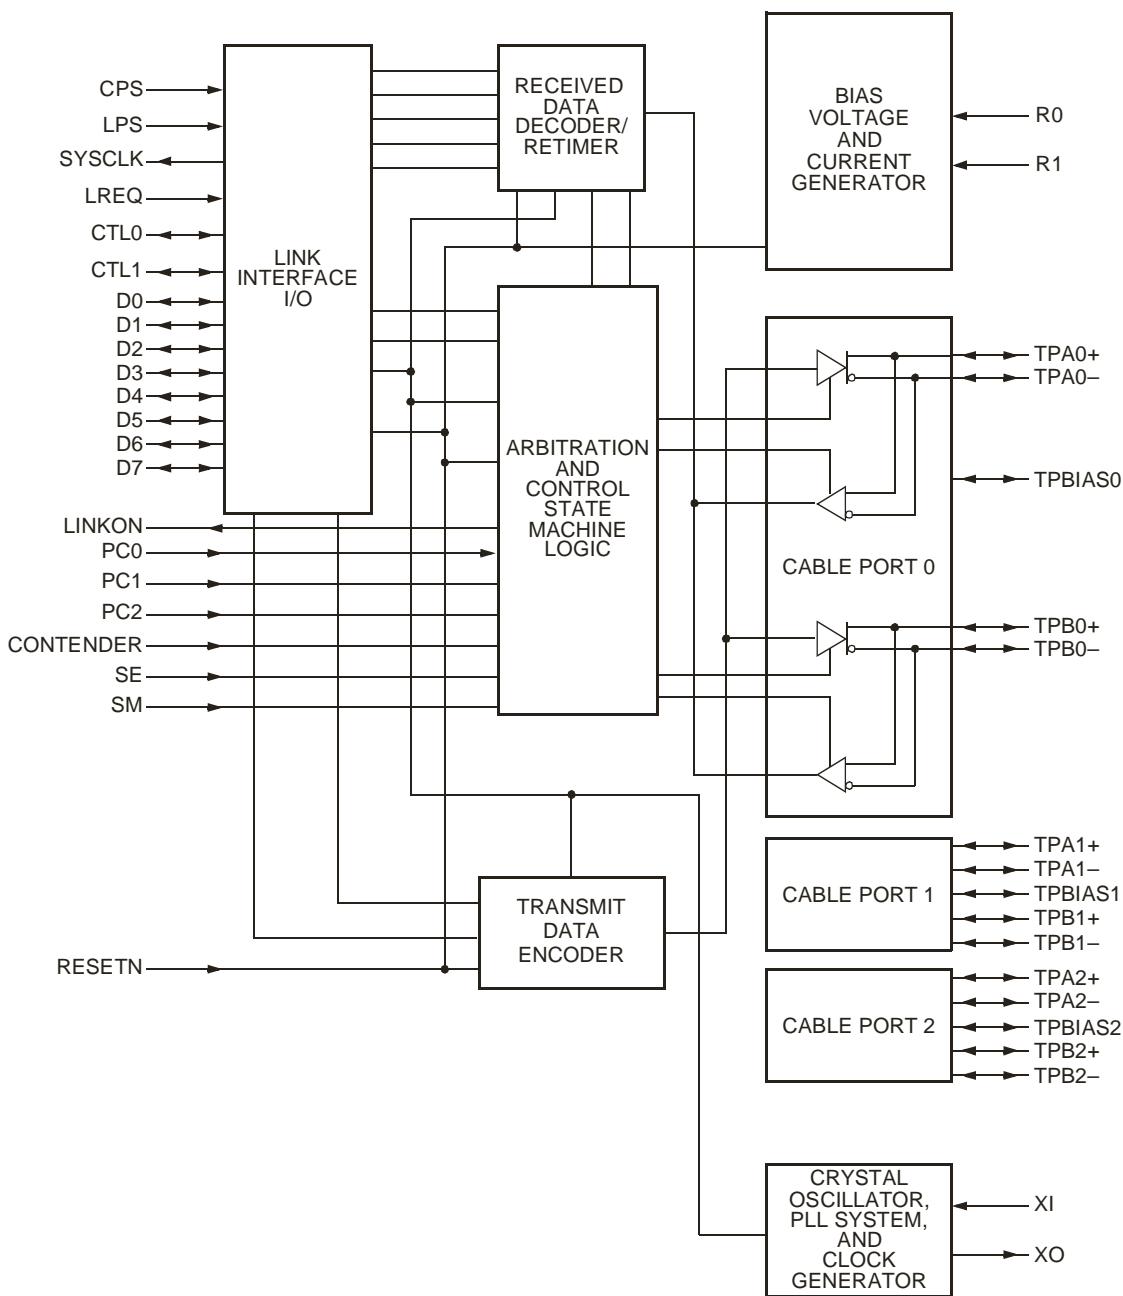 CPS
LPS
SYSCLK
LREQ
CTL0
CTL1
D0
D1
D2
D3
D4
D5
D6
D7
LINKON
PC0
PC1
PC2
CONTENDER
SE
SM
RESETN
LINK
INTERFACE
I/O
RECEIVED
DATA
DECODER/
RETIMER
ARBITRATION
AND
CONTROL
STATE
MACHINE
LOGIC
TRANSMIT
DATA
ENCODER
BIAS
VOLTAGE
AND
CURRENT
GENERATOR
R0
R1
CABLE PORT 0
TPA0+
TPA0–
TPBIAS0
TPB0+
TPB0–
CABLE PORT 1
TPA1+
TPA1–
TPBIAS1
TPB1+
TPB1–
CABLE PORT 2
TPA2+
TPA2–
TPBIAS2
TPB2+
TPB2–
CRYSTAL
OSCILLATOR,
PLL SYSTEM,
AND
CLOCK
GENERATOR
XI
XO